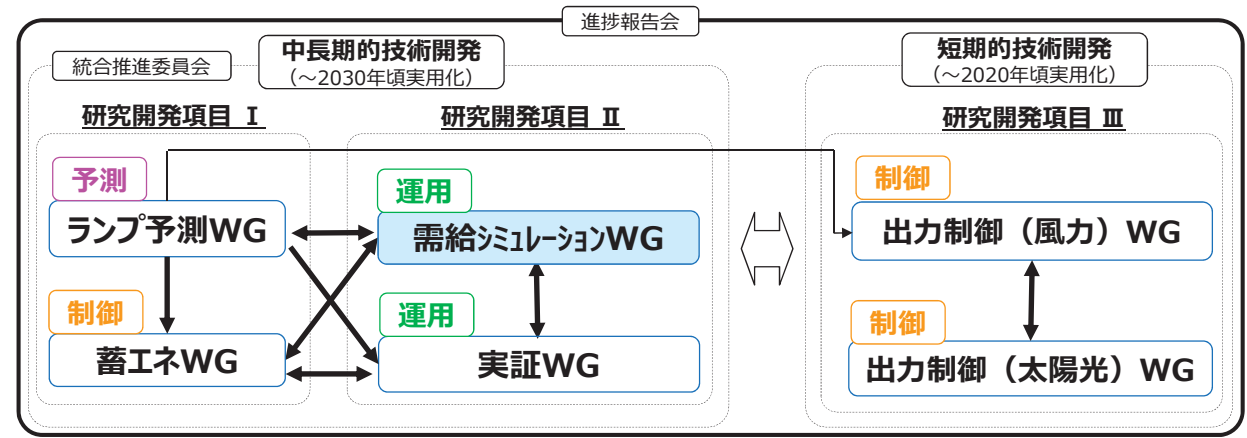 進捗報告会
統合推進委員会
中長期的技術開発
（～2030年頃実用化）
短期的技術開発
（～2020年頃実用化）
研究開発項目 Ⅰ
研究開発項目 Ⅱ
研究開発項目 Ⅲ
予測
ランプ予測WG
制御
蓄エネWG
運用
需給シミュレーションWG
運用
実証WG
制御
出力制御（風力）WG
制御
出力制御（太陽光）WG